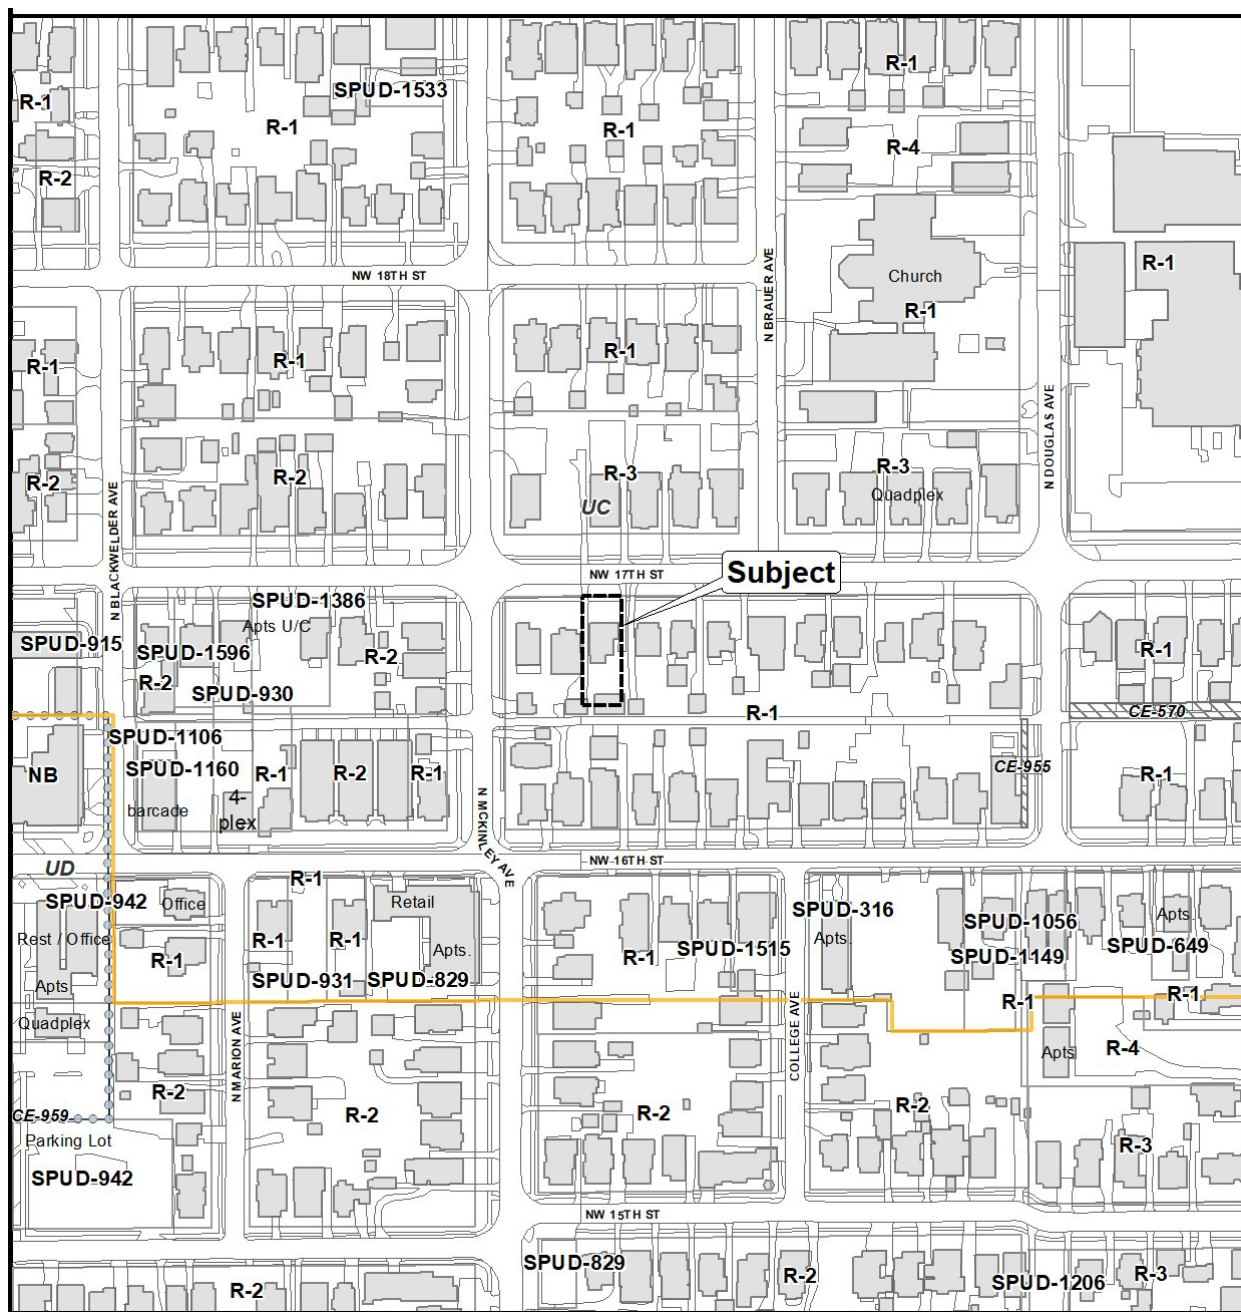 R-1
SPUD-1533
R-1
R-1
R-1
R-4
R-2
NW 18TH ST
N BRAUER AVE
Church
R-1
R-1
R-1
R-1
R-1
N DOUGLAS AVE
R-2
R-2
R-3
R-3
Quadplex
UC
N BLACKWELDER AVE
Subject
NW 17TH ST
SPUD-1386
Apts U/C
SPUD-915
SPUD-1596
R-2
R-1
R-2
SPUD-930
R-1
CE-570
SPUD-1106
NB
SPUD-1160
R-1
R-2
R-1
CE-955
R-1
barcade
4-
plex
N MCKINLEY AVE
NW 16TH ST
UD
R-1
SPUD-942
Office
Retail
SPUD-316
SPUD-1056
Apts.
Rest / Office
R-1
R-1
Apts.
R-1
SPUD-1515
Apts.
SPUD-649
R-1
SPUD-1149
Apts
SPUD-931
SPUD-829
R-1
R-1
Quadplex
N MARION AVE
COLLEGE AVE
Apts
R-4
R-2
R-2
R-2
R-2
CE-959
Parking Lot
R-3
SPUD-942
NW 15TH ST
SPUD-829
R-2
R-2
SPUD-1206
R-3